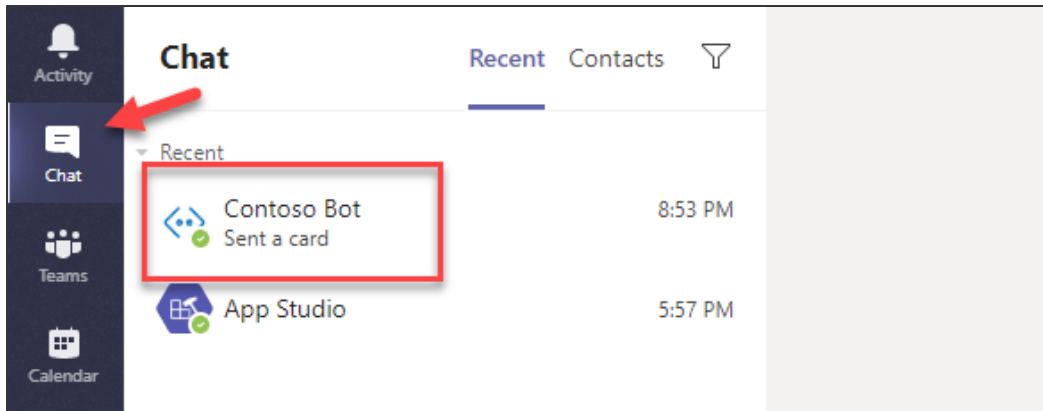 Activity
Chat
Teams
Calendar
Chat
Recent Contacts
Recent
Contoso Bot 8:53 PM
Sent a card
App Studio 5:57 PM